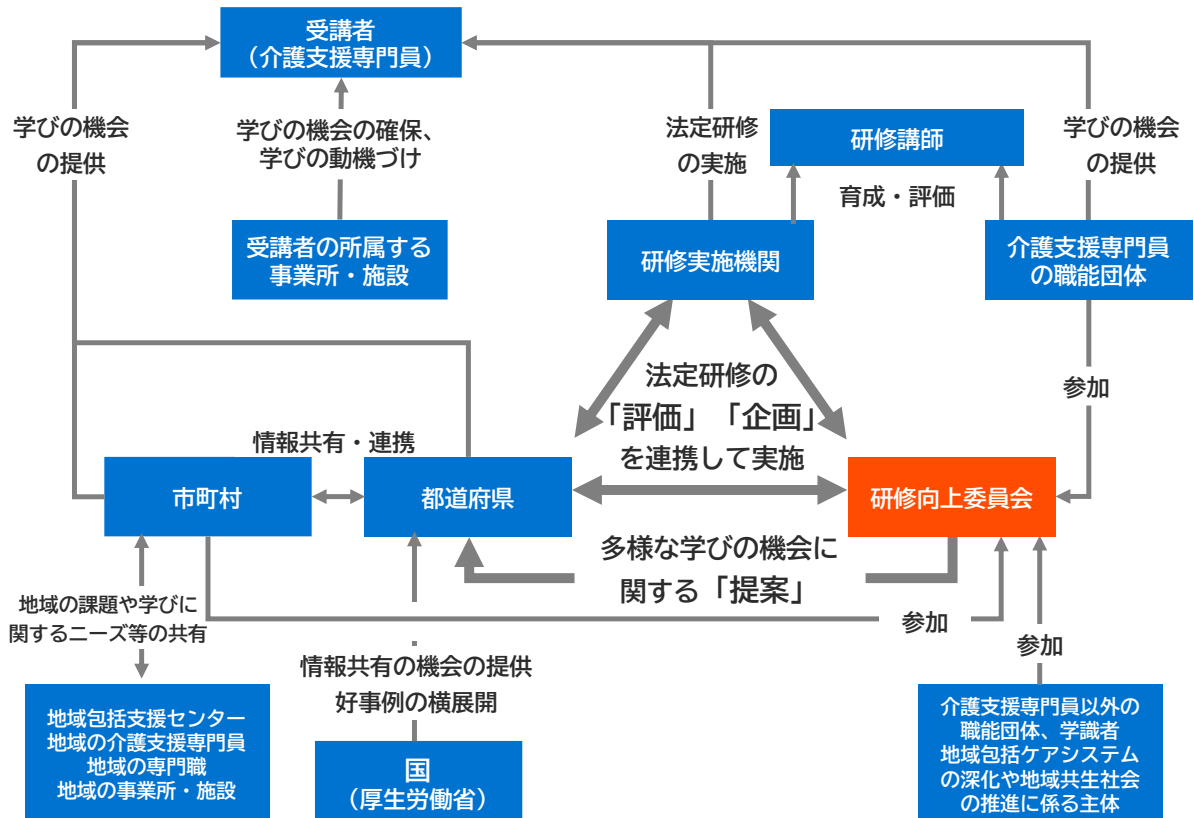 受講者
（介護支援専門員）
学びの機会
の提供
学びの機会の確保、
学びの動機づけ
法定研修
の実施
研修講師
学びの機会
の提供
育成・評価
受講者の所属する
事業所・施設
研修実施機関
介護支援専門員
の職能団体
法定研修の
「評価」「企画」
を連携して実施
参加
情報共有・連携
市町村
都道府県
研修向上委員会
多様な学びの機会に
関する「提案」
地域の課題や学びに
関するニーズ等の共有
参加
参加
情報共有の機会の提供
好事例の横展開
地域包括支援センター
地域の介護支援専門員
地域の専門職
地域の事業所・施設
国
（厚生労働省）
介護支援専門員以外の
職能団体、学識者
地域包括ケアシステム
の深化や地域共生社会
の推進に係る主体